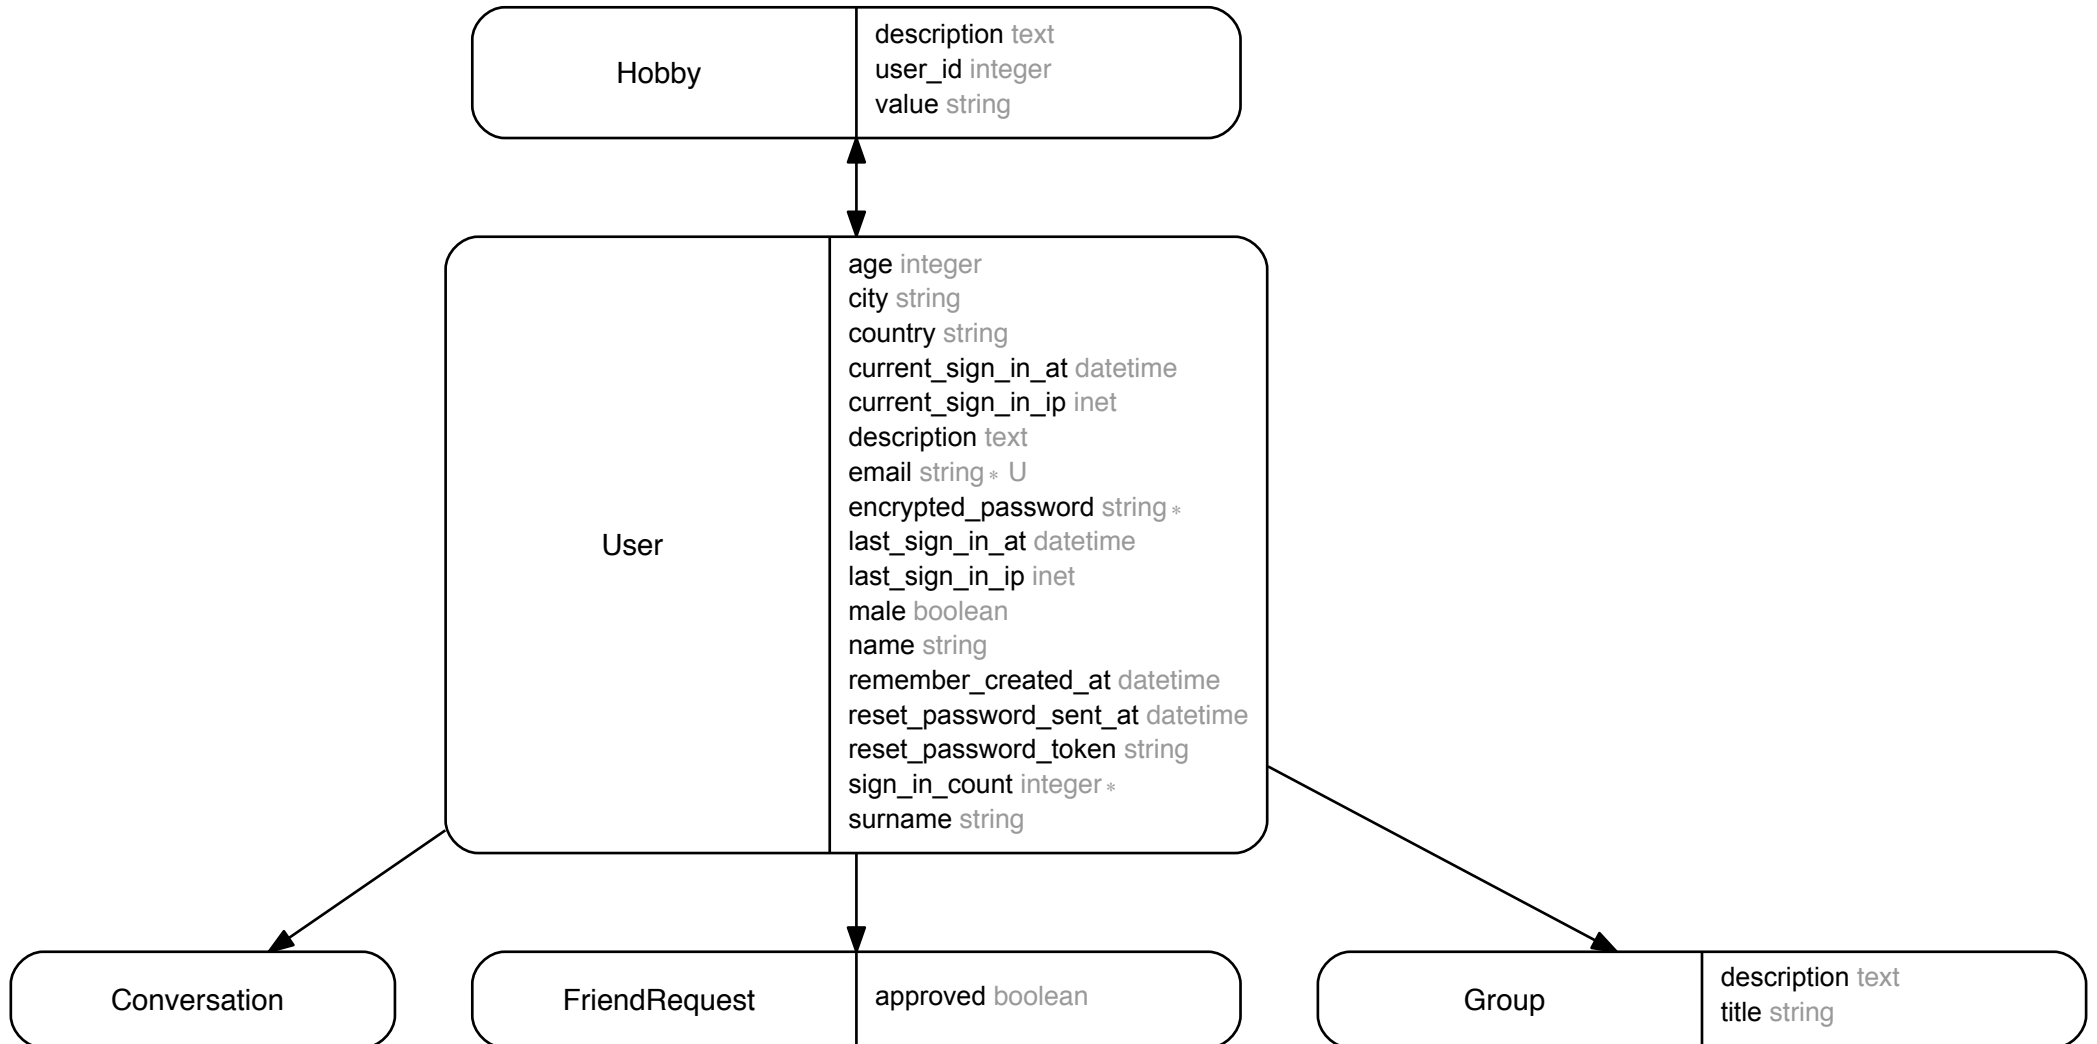 Hobby
description text
user_id integer
value string
User
age integer
city string
country string
current_sign_in_at datetime
current_sign_in_ip inet
description text
email string∗ U
encrypted_password string∗
last_sign_in_at datetime
last_sign_in_ip inet
male boolean
name string
remember_created_at datetime
reset_password_sent_at datetime
reset_password_token string
sign_in_count integer∗
surname string
Conversation
FriendRequest
approved boolean
Group
description text
title string